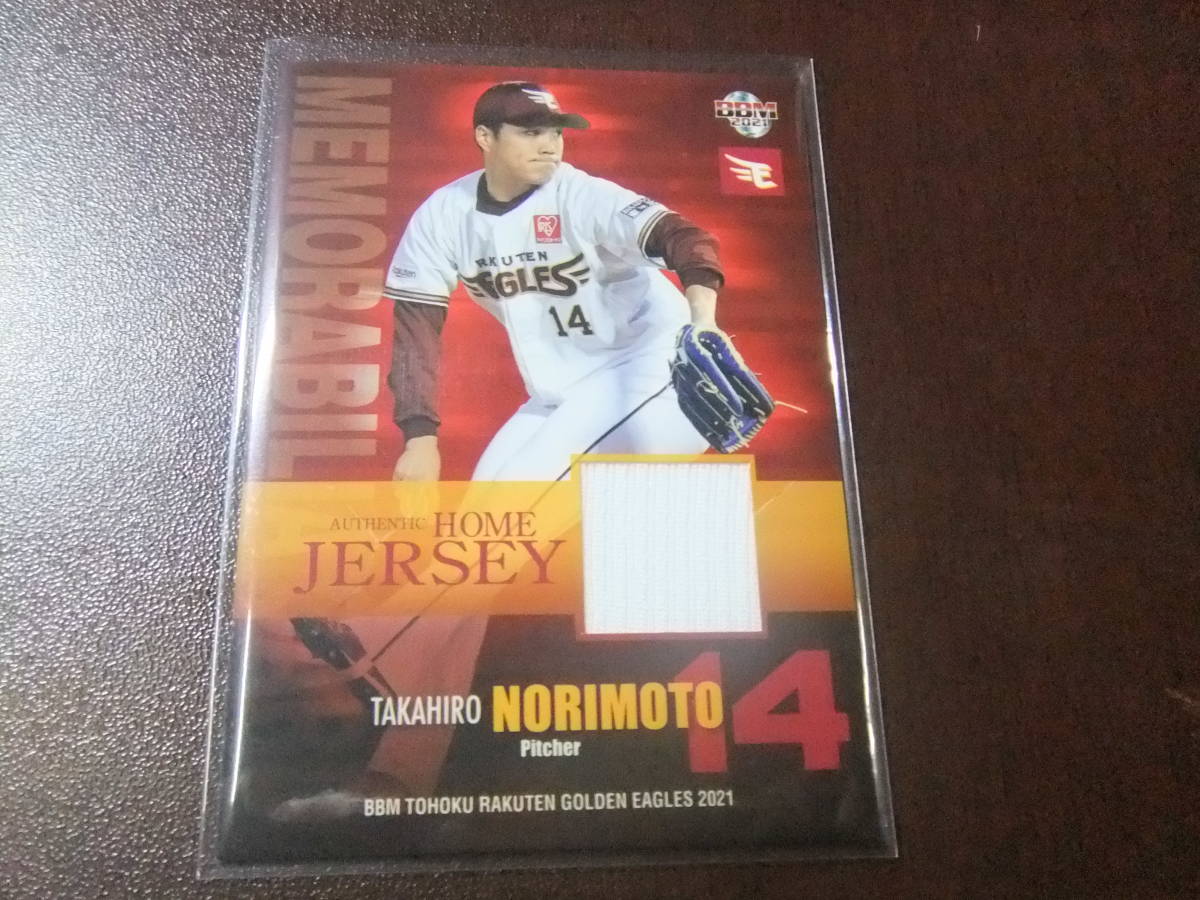 MEMORABIL
BBM
2021
E
RAKUTEN
EAGLES
14
Rakuten
AUTHENTIC HOME
JERSEY
TAKAHIRO NORIMOTO
14
Pitcher
BBM TOHOKU RAKUTEN GOLDEN EAGLES 2021